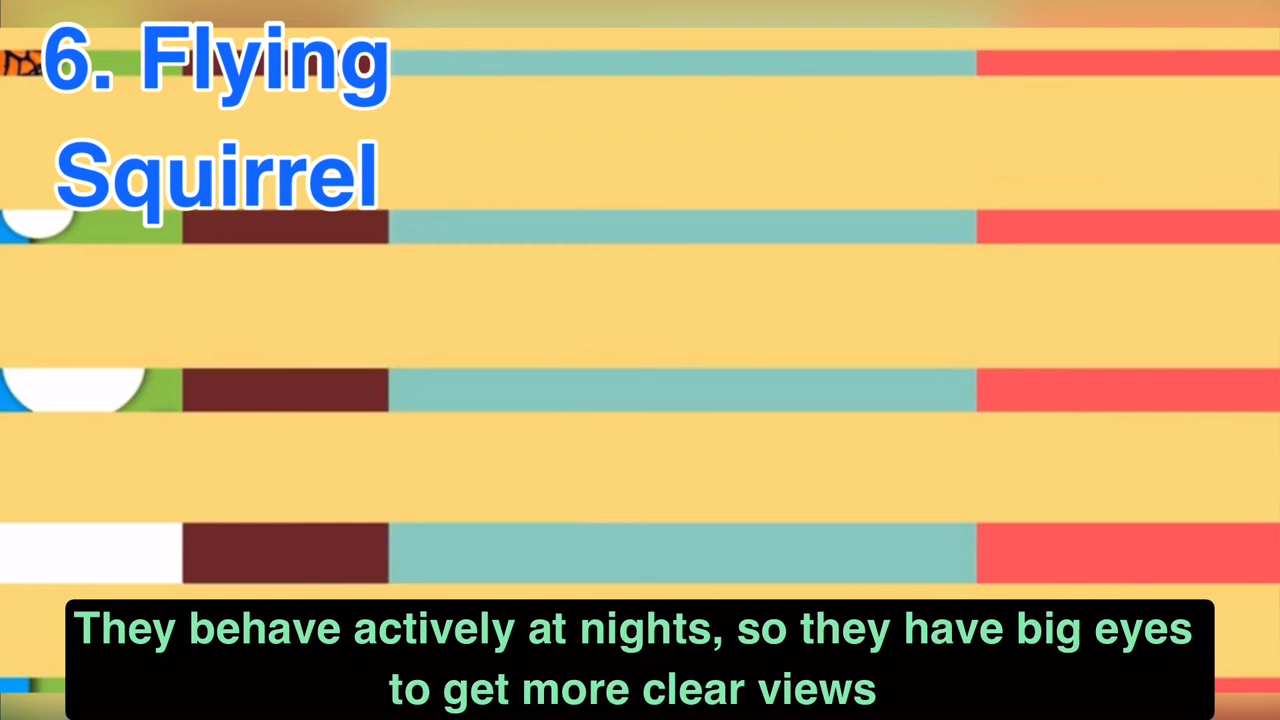 6. Flying
Squirrel
They behave actively at nights, so they have big eyes
to get more clear views